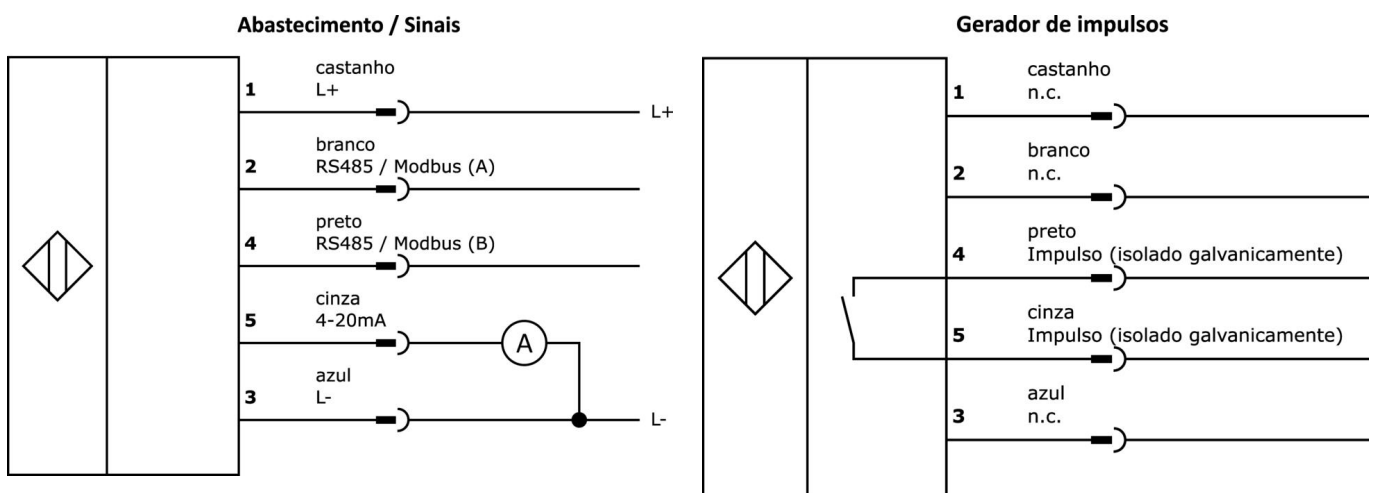 Abastecimento / Sinais
castanho
1 L+
L+
branco
2 RS485 / Modbus (A)
preto
4 RS485 / Modbus (B)
cinza
5 4-20mA
A
azul
3 L-
L-
Gerador de impulsos
castanho
1 n.c.
branco
2 n.c.
preto
4 Impulso (isolado galvanicamente)
cinza
5 Impulso (isolado galvanicamente)
azul
3 n.c.